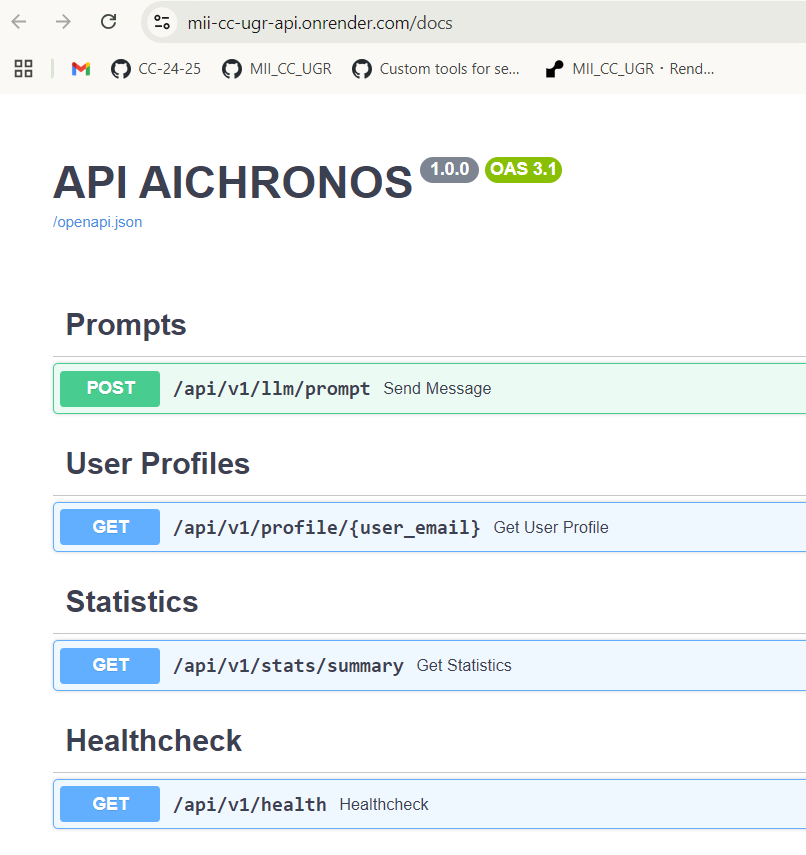 mii-cc-ugr-api.onrender.com/docs
CC-24-25 MII_CC_UGR Custom tools for se... MII_CC_UGR · Rend...
API AICHRONOS 1.0.0 OAS 3.1
/openapi.json
Prompts
POST /api/v1/llm/prompt Send Message
User Profiles
GET /api/v1/profile/{user_email} Get User Profile
Statistics
GET /api/v1/stats/summary Get Statistics
Healthcheck
GET /api/v1/health Healthcheck